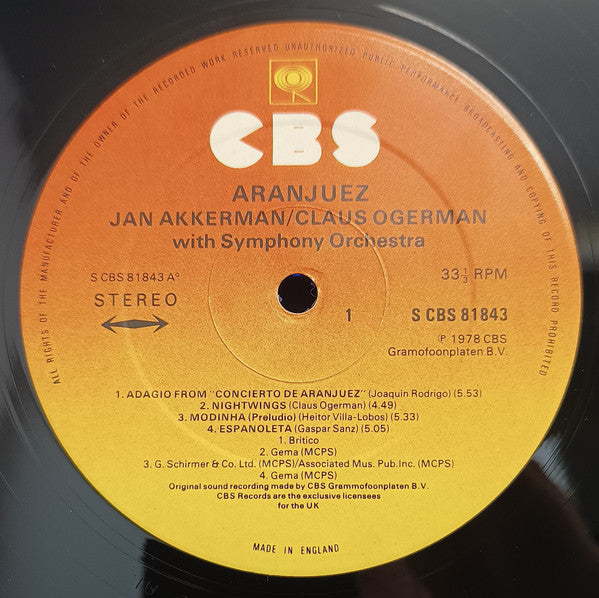 ALL RIGHTS OF THE MANUFACTURER AND OF THE OWNER OF THE RECORDED WORK RESERVED UNAUTHORIZED PUBLIC PERFORMANCE BROADCASTING AND COPYING OF THIS RECORD PROHIBITED
CBS
ARANJUEZ
JAN AKKERMAN/CLAUS OGERMAN
with Symphony Orchestra
S CBS 81843 A°
33⅓ RPM
STEREO
1
S CBS 81843
℗ 1978 CBS
Gramofoonplaten B.V.
1. ADAGIO FROM "CONCIERTO DE ARANJUEZ" (Joaquin Rodrigo) (5.53)
2. NIGHTWINGS (Claus Ogerman) (4.49)
3. MODINHA (Preludio) (Heitor Villa-Lobos) (5.33)
4. ESPANOLETA (Gaspar Sanz) (5.05)
1. Britico
2. Gema (MCPS)
3. G. Schirmer & Co. Ltd. (MCPS)/Associated Mus. Pub. Inc. (MCPS)
4. Gema (MCPS)
Original sound recording made by CBS Grammofoonplaten B.V.
CBS Records are the exclusive licensees
for the UK
MADE IN ENGLAND